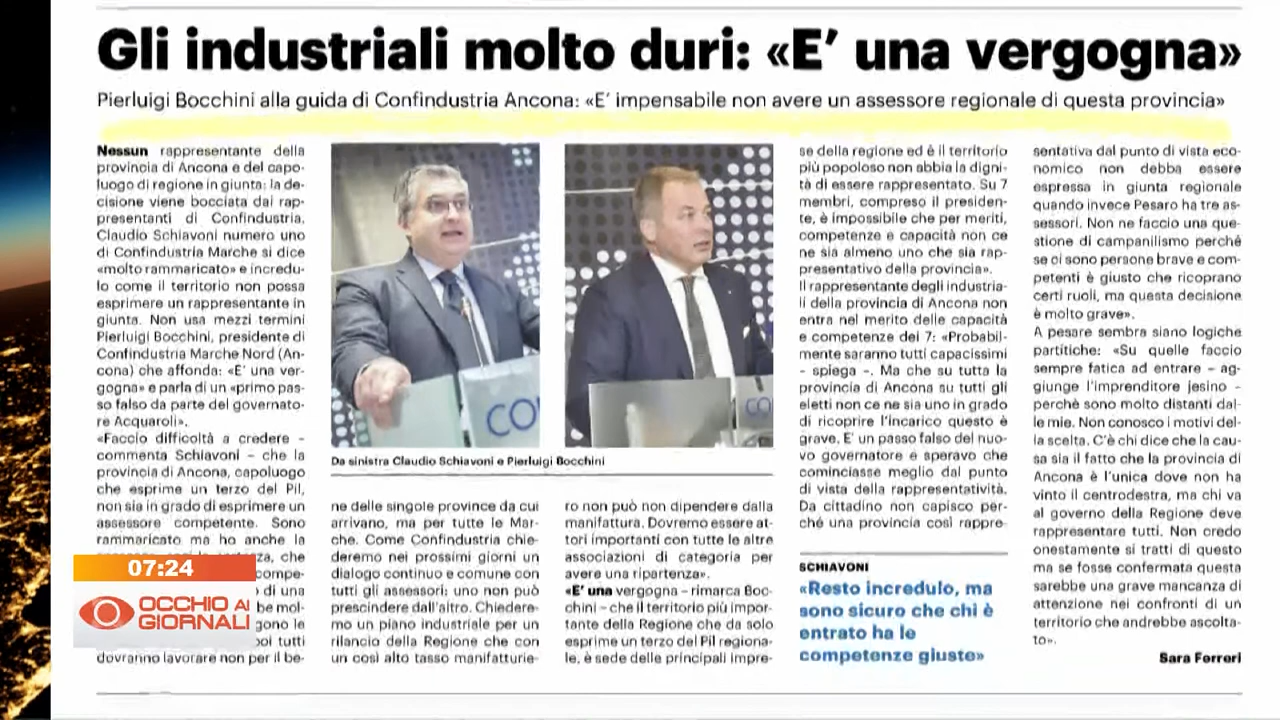 Gli industriali molto duri: «E’ una vergogna»
Pierluigi Bocchini alla guida di Confindustria Ancona: «E’ impensabile non avere un assessore regionale di questa provincia»
Nessun rappresentante della
provincia di Ancona e del capo-
luogo di regione in giunta: la de-
cisione viene bocciata dai rap-
presentanti di Confindustria.
Claudio Schiavoni numero uno
di Confindustria Marche si dice
«molto rammaricato» e incredu-
lo come il territorio non possa
esprimere un rappresentante in
giunta. Non usa mezzi termini
Pierluigi Bocchini, presidente di
Confindustria Marche Nord (An-
cona) che affonda: «E’ una ver-
gogna» e parla di un «primo pas-
so falso da parte del governato-
re Acquaroli».
«Faccio difficoltà a credere –
commenta Schiavoni – che la
provincia di Ancona, capoluogo
che esprime un terzo del Pil,
non sia in grado di esprimere un
assessore competente. Sono
rammaricato ma ho anche la
che
compe-
di una
be mol-
gono le
poi tutti
dovranno lavorare non per il be-
07:24
OCCHIO AI
GIORNALI
CO
CO
Da sinistra Claudio Schiavoni e Pierluigi Bocchini
ne delle singole province da cui
arrivano, ma per tutte le Mar-
che. Come Confindustria chie-
deremo nei prossimi giorni un
dialogo continuo e comune con
tutti gli assessori: uno non può
prescindere dall’altro. Chiedere-
mo un piano industriale per un
rilancio della Regione che con
un così alto tasso manifatturie-
ro non può non dipendere dalla
manifattura. Dovremo essere at-
tori importanti con tutte le altre
associazioni di categoria per
avere una ripartenza».
«E’ una vergogna – rimarca Boc-
chini – che il territorio più impor-
tante della Regione che da solo
esprime un terzo del Pil regiona-
le, è sede delle principali impre-
se della regione ed è il territorio
più popoloso non abbia la digni-
tà di essere rappresentato. Su 7
membri, compreso il presiden-
te, è impossibile che per meriti,
competenze e capacità non ce
ne sia almeno uno che sia rap-
presentativo della provincia».
Il rappresentante degli industria-
li della provincia di Ancona non
entra nel merito delle capacità
e competenze dei 7: «Probabil-
mente saranno tutti capacissimi
– spiega –. Ma che su tutta la
provincia di Ancona su tutti gli
eletti non ce ne sia uno in grado
di ricoprire l’incarico questo è
grave. E’ un passo falso del nuo-
vo governatore e speravo che
cominciasse meglio dal punto
di vista della rappresentatività.
Da cittadino non capisco per-
ché una provincia così rappre-
SCHIAVONI
«Resto incredulo, ma
sono sicuro che chi è
entrato ha le
competenze giuste»
sentativa dal punto di vista eco-
nomico non debba essere
espressa in giunta regionale
quando invece Pesaro ha tre as-
sessori. Non ne faccio una que-
stione di campanilismo perché
se ci sono persone brave e com-
petenti è giusto che ricoprano
certi ruoli, ma questa decisione
è molto grave».
A pesare sembra siano logiche
partitiche: «Su quelle faccio
sempre fatica ad entrare – ag-
giunge l’imprenditore jesino –
perchè sono molto distanti dal-
le mie. Non conosco i motivi del-
la scelta. C’è chi dice che la cau-
sa sia il fatto che la provincia di
Ancona è l’unica dove non ha
vinto il centrodestra, ma chi va
al governo della Regione deve
rappresentare tutti. Non credo
onestamente si tratti di questo
ma se fosse confermata questa
sarebbe una grave mancanza di
attenzione nei confronti di un
territorio che andrebbe ascolta-
to».
Sara Ferreri